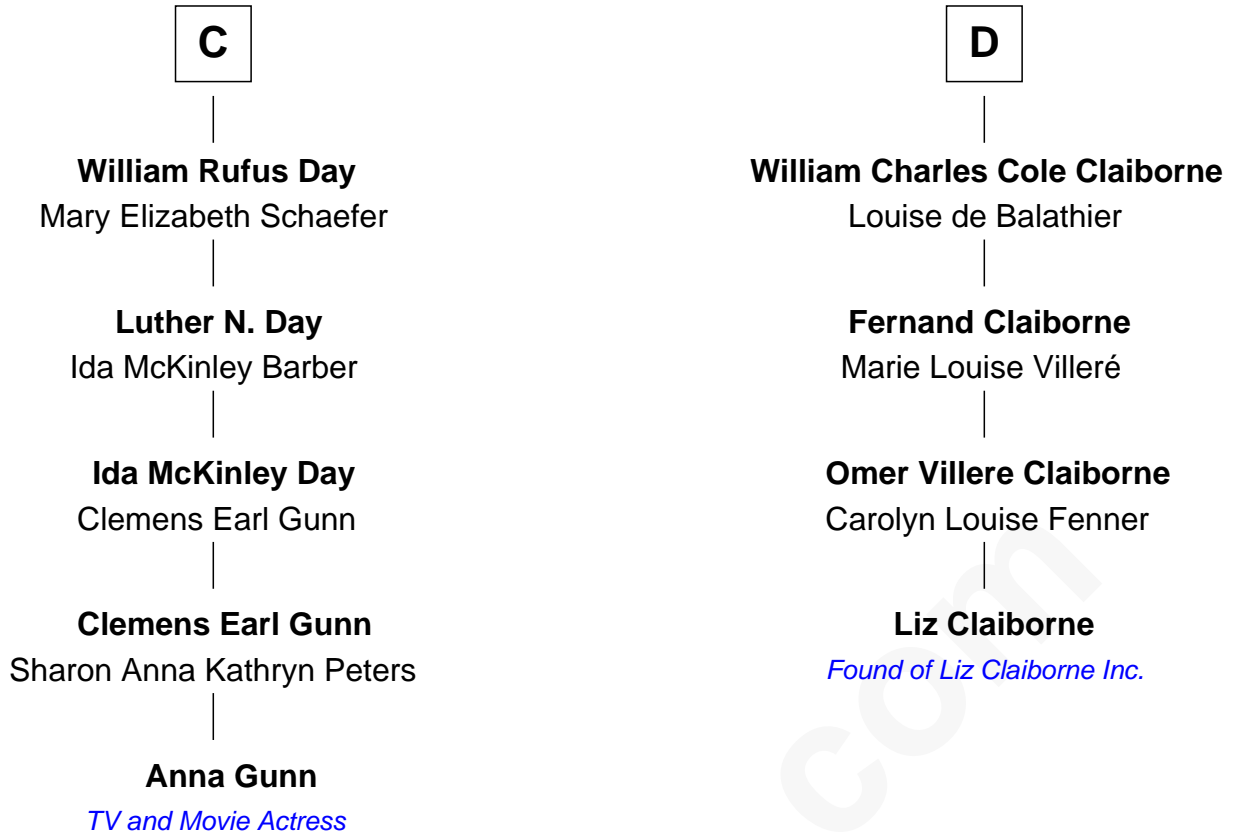 C
William Rufus Day
Mary Elizabeth Schaefer
Luther N. Day
Ida McKinley Barber
Ida McKinley Day
Clemens Earl Gunn
Clemens Earl Gunn
Sharon Anna Kathryn Peters
Anna Gunn
TV and Movie Actress
D
William Charles Cole Claiborne
Louise de Balathier
Fernand Claiborne
Marie Louise Villeré
Omer Villere Claiborne
Carolyn Louise Fenner
Liz Claiborne
Found of Liz Claiborne Inc.
com